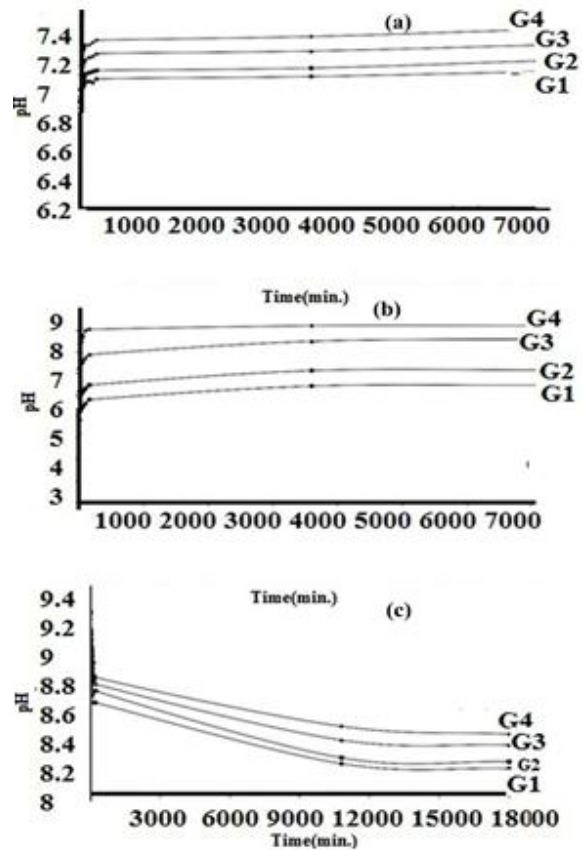 (a)
G4
7.4
G3
7.2
G2
7
G1
pH
6.8
6.6
6.4
6.2
1000 2000 3000 4000 5000 6000 7000
Time(min.)
(b)
9
G4
8
G3
7
G2
6
G1
pH
5
4
3
1000 2000 3000 4000 5000 6000 7000
Time(min.)
(c)
9.4
9.2
9
8.8
pH
8.6
G4
8.4
G3
G2
8.2
G1
8
3000 6000 9000 12000 15000 18000
Time(min.)